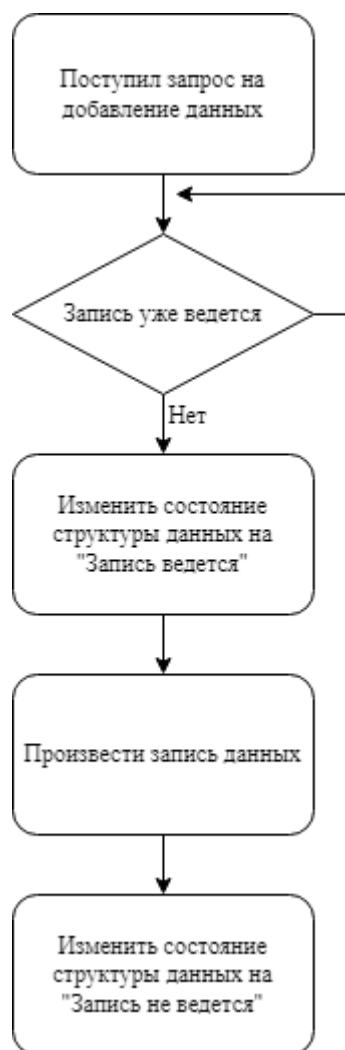 Поступил запрос на
добавление данных
Запись уже ведется
Нет
Изменить состояние
структуры данных на
"Запись ведется"
Произвести запись данных
Изменить состояние
структуры данных на
"Запись не ведется"